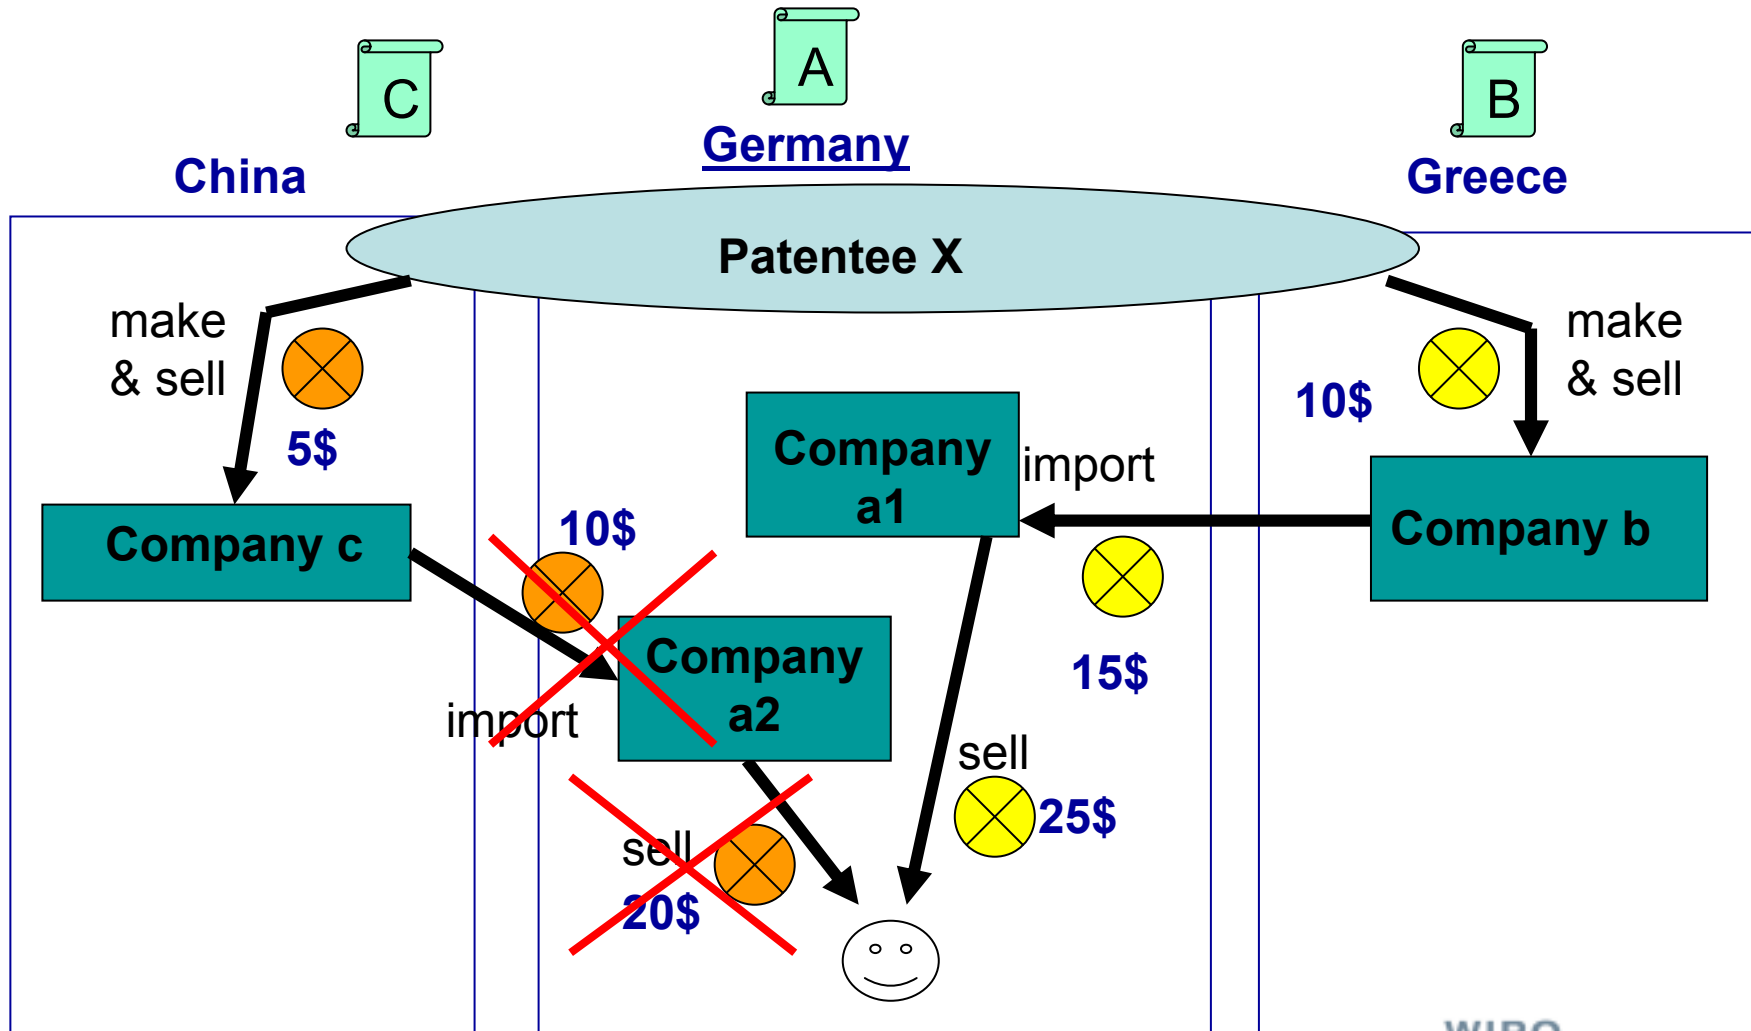 C
A
B
China
Germany
Greece
Patentee X
make
& sell
5$
make
& sell
10$
Company
a1
import
Company b
Company c
10$
15$
import
Company
a2
sell
25$
sell
20$
WIPO